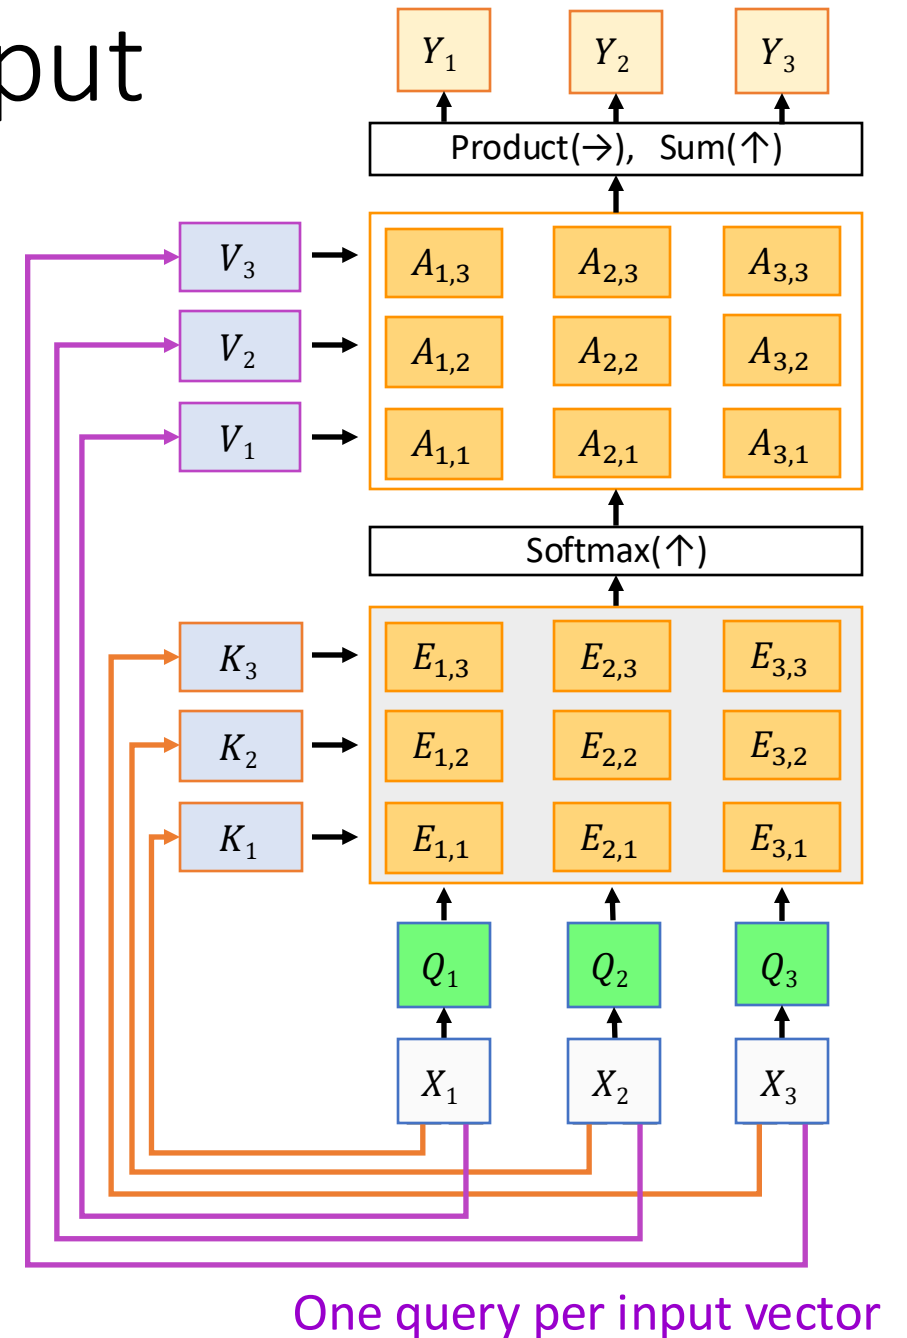 put
Y₁ Y₂ Y₃
Product(→), Sum(↑)
V₃ A₁,₃ A₂,₃ A₃,₃
V₂ A₁,₂ A₂,₂ A₃,₂
V₁ A₁,₁ A₂,₁ A₃,₁
Softmax(↑)
K₃ E₁,₃ E₂,₃ E₃,₃
K₂ E₁,₂ E₂,₂ E₃,₂
K₁ E₁,₁ E₂,₁ E₃,₁
Q₁ Q₂ Q₃
X₁ X₂ X₃
One query per input vector